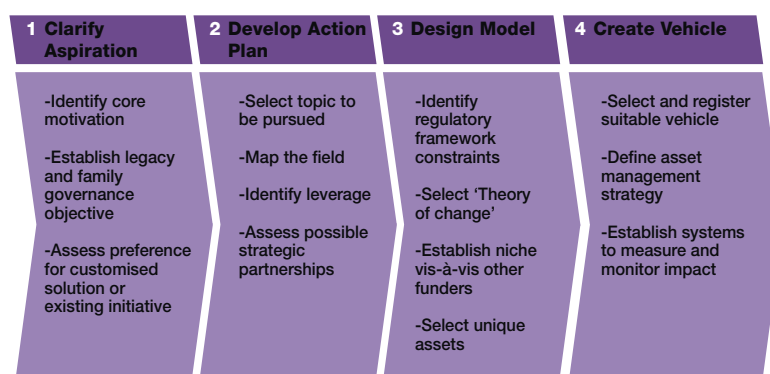 1 Clarify
Aspiration
-Identify core
motivation
-Establish legacy
and family
governance
objective
-Assess preference
for customised
solution or
existing initiative
2 Develop Action
Plan
-Select topic to
be pursued
-Map the field
-Identify leverage
-Assess possible
strategic
partnerships
3 Design Model
-Identify
regulatory
framework
constraints
-Select ‘Theory
of change’
-Establish niche
vis-à-vis other
funders
-Select unique
assets
4 Create Vehicle
-Select and register
suitable vehicle
-Define asset
management
strategy
-Establish systems
to measure and
monitor impact